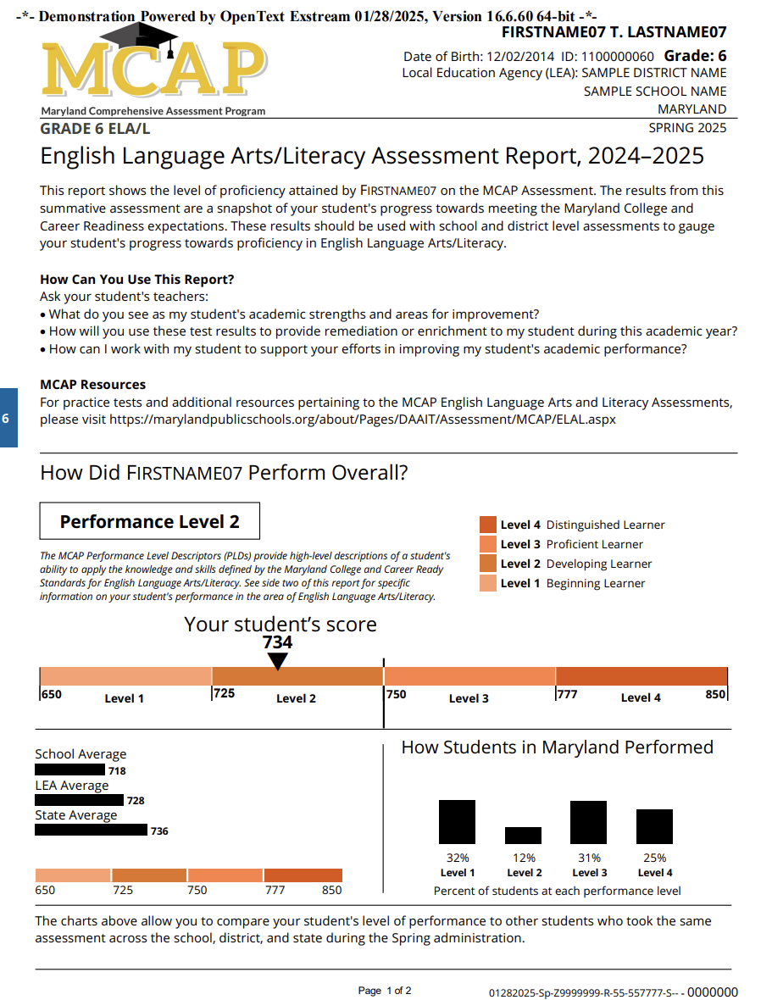 -*- Demonstration Powered by OpenText Exstream 01/28/2025, Version 16.6.60 64-bit -*-
MCAP
Maryland Comprehensive Assessment Program
FIRSTNAME07 T. LASTNAME07
Date of Birth: 12/02/2014 ID: 1100000060 Grade: 6
Local Education Agency (LEA): SAMPLE DISTRICT NAME
SAMPLE SCHOOL NAME
MARYLAND
GRADE 6 ELA/L
SPRING 2025
English Language Arts/Literacy Assessment Report, 2024–2025
This report shows the level of proficiency attained by FIRSTNAME07 on the MCAP Assessment. The results from this
summative assessment are a snapshot of your student's progress towards meeting the Maryland College and
Career Readiness expectations. These results should be used with school and district level assessments to gauge
your student's progress towards proficiency in English Language Arts/Literacy.
How Can You Use This Report?
Ask your student's teachers:
• What do you see as my student's academic strengths and areas for improvement?
• How will you use these test results to provide remediation or enrichment to my student during this academic year?
• How can I work with my student to support your efforts in improving my student's academic performance?
MCAP Resources
For practice tests and additional resources pertaining to the MCAP English Language Arts and Literacy Assessments,
please visit https://marylandpublicschools.org/about/Pages/DAAIT/Assessment/MCAP/ELAL.aspx
6
How Did FIRSTNAME07 Perform Overall?
Performance Level 2
The MCAP Performance Level Descriptors (PLDs) provide high-level descriptions of a student's
ability to apply the knowledge and skills defined by the Maryland College and Career Ready
Standards for English Language Arts/Literacy. See side two of this report for specific
information on your student's performance in the area of English Language Arts/Literacy.
Level 4 Distinguished Learner
Level 3 Proficient Learner
Level 2 Developing Learner
Level 1 Beginning Learner
Your student’s score
734
650 Level 1 725 Level 2 750 Level 3 777 Level 4 850
School Average
718
LEA Average
728
State Average
736
650 725 750 777 850
How Students in Maryland Performed
32% 12% 31% 25%
Level 1 Level 2 Level 3 Level 4
Percent of students at each performance level
The charts above allow you to compare your student's level of performance to other students who took the same
assessment across the school, district, and state during the Spring administration.
Page 1 of 2
01282025-Sp-Z9999999-R-55-557777-S-- - 0000000